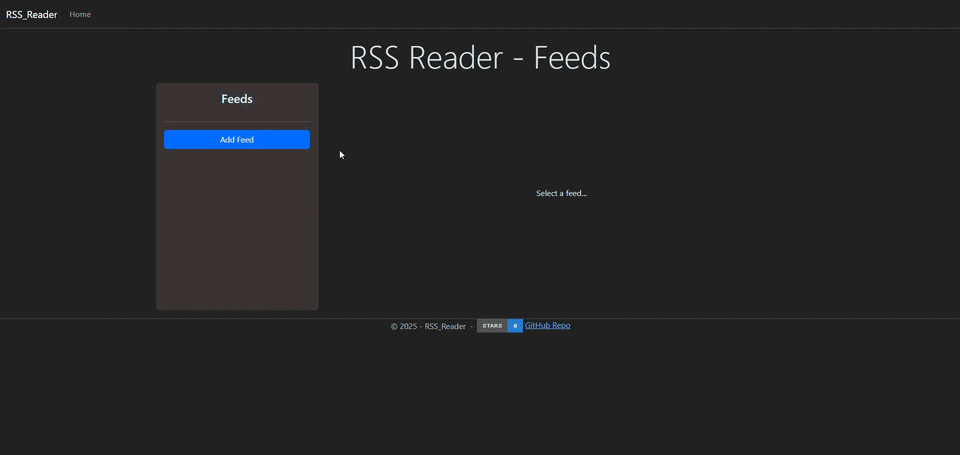 RSS_Reader Home
RSS Reader - Feeds
Feeds
Add Feed
Select a feed...
© 2025 - RSS_Reader - STARS 0 GitHub Repo